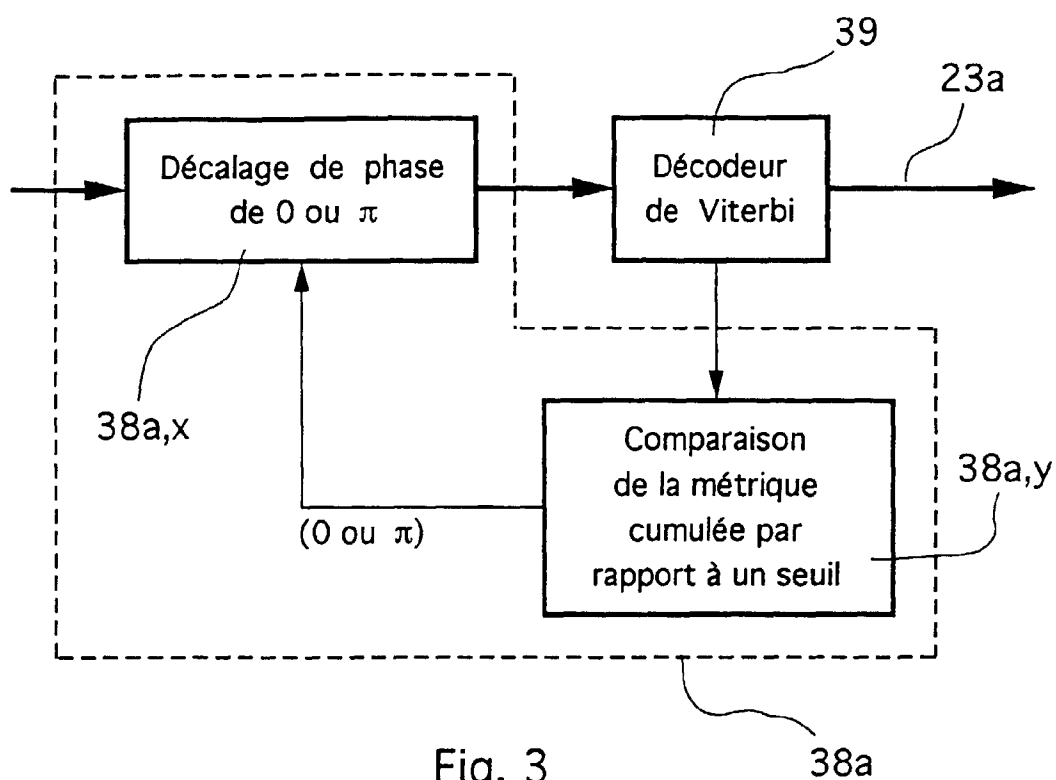 39
23a
Décalage de phase
de 0 ou π
Décodeur
de Viterbi
38a,x
Comparaison
de la métrique
cumulée par
rapport à un seuil
38a,y
(0 ou π)
Fig. 3
38a